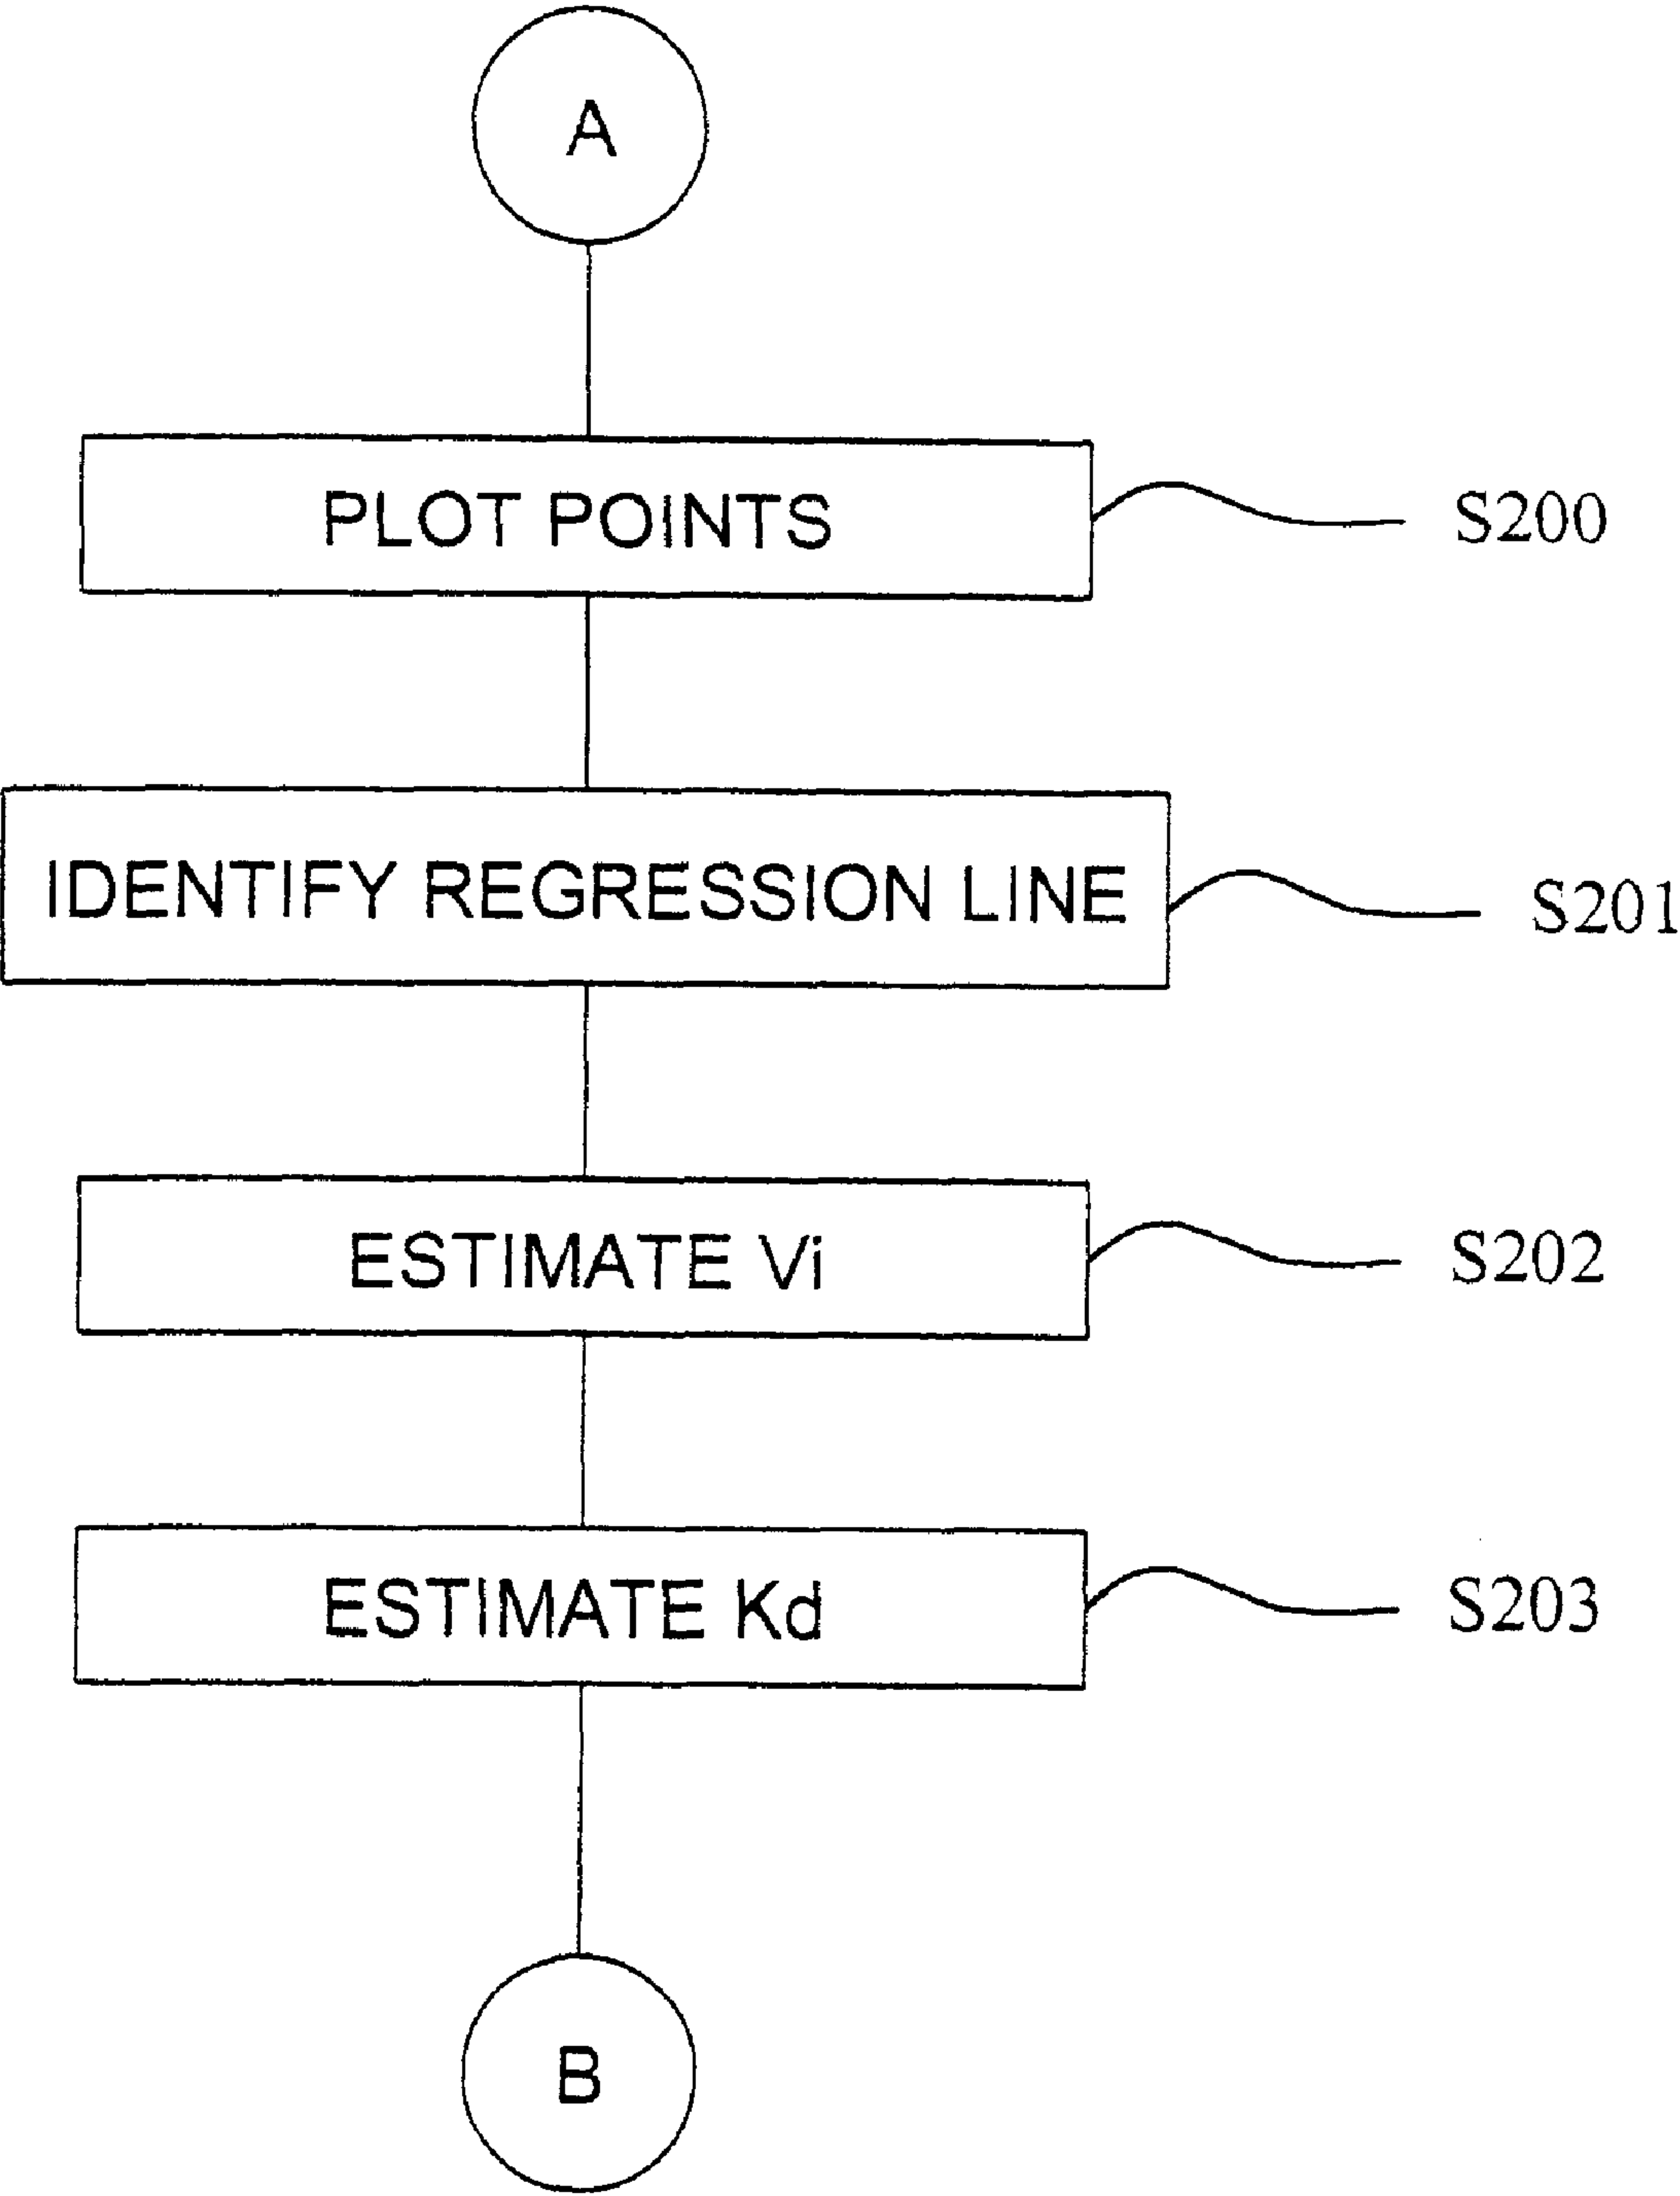 A
PLOT POINTS
S200
IDENTIFY REGRESSION LINE
S201
ESTIMATE Vi
S202
ESTIMATE Kd
S203
B